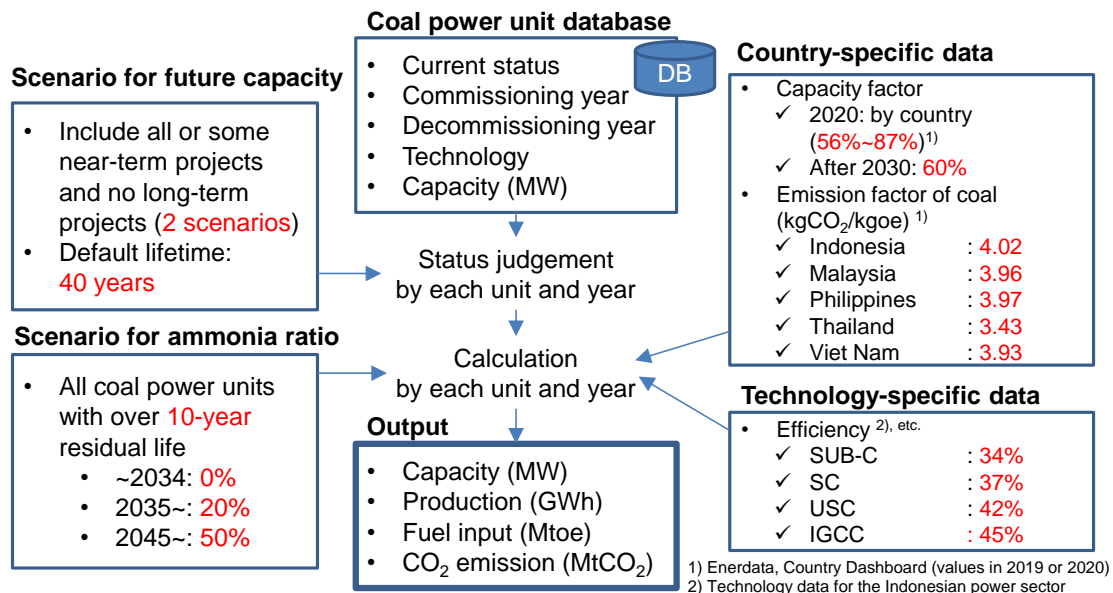 Coal power unit database
• Current status
• Commissioning year
• Decommissioning year
• Technology
• Capacity (MW)
DB
Scenario for future capacity
• Include all or some
near-term projects
and no long-term
projects (2 scenarios)
• Default lifetime:
40 years
Status judgement
by each unit and year
Country-specific data
• Capacity factor
✓ 2020: by country
(56%~87%)1)
✓ After 2030: 60%
• Emission factor of coal
(kgCO2/kgoe) 1)
✓ Indonesia : 4.02
✓ Malaysia : 3.96
✓ Philippines : 3.97
✓ Thailand : 3.43
✓ Viet Nam : 3.93
Scenario for ammonia ratio
• All coal power units
with over 10-year
residual life
• ~2034: 0%
• 2035~: 20%
• 2045~: 50%
Calculation
by each unit and year
Technology-specific data
• Efficiency 2), etc.
✓ SUB-C : 34%
✓ SC : 37%
✓ USC : 42%
✓ IGCC : 45%
Output
• Capacity (MW)
• Production (GWh)
• Fuel input (Mtoe)
• CO2 emission (MtCO2)
1) Enerdata, Country Dashboard (values in 2019 or 2020)
2) Technology data for the Indonesian power sector